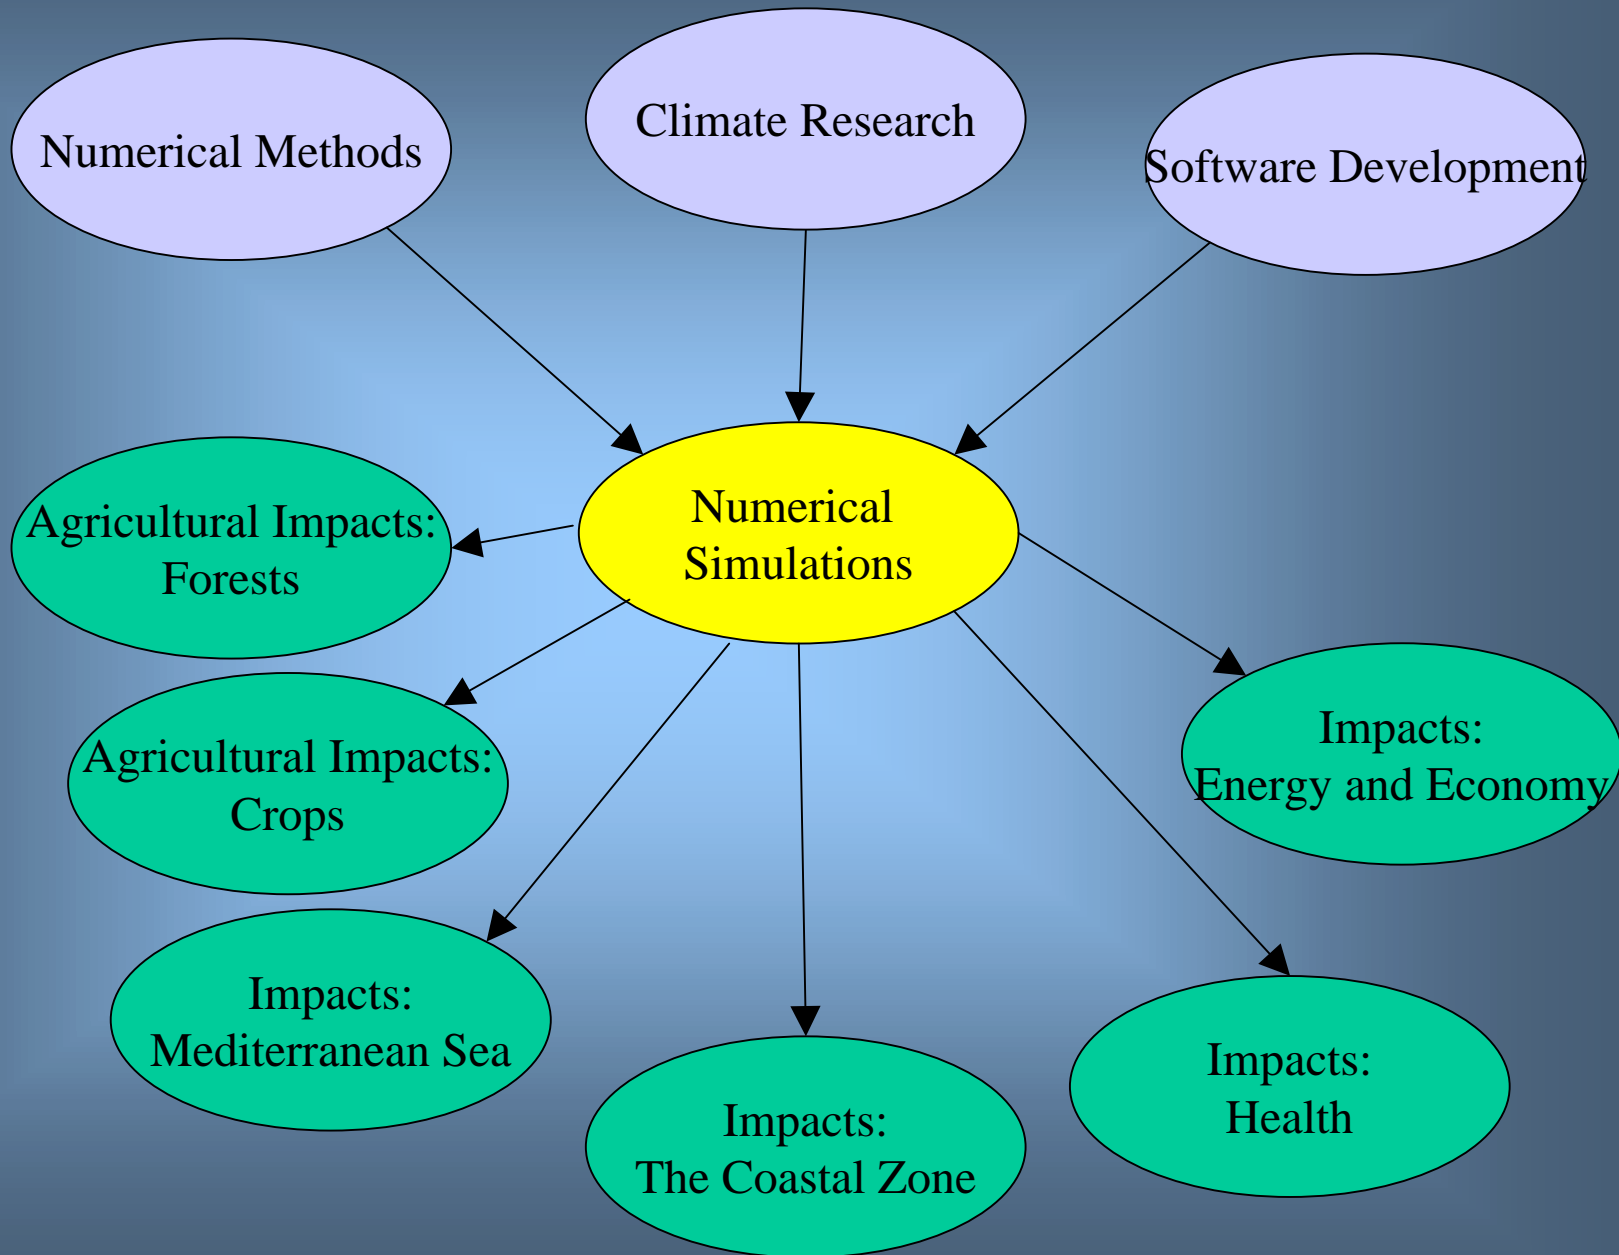 Numerical Methods
Climate Research
Software Development
Numerical
Simulations
Agricultural Impacts:
Forests
Agricultural Impacts:
Crops
Impacts:
Mediterranean Sea
Impacts:
The Coastal Zone
Impacts:
Health
Impacts:
Energy and Economy